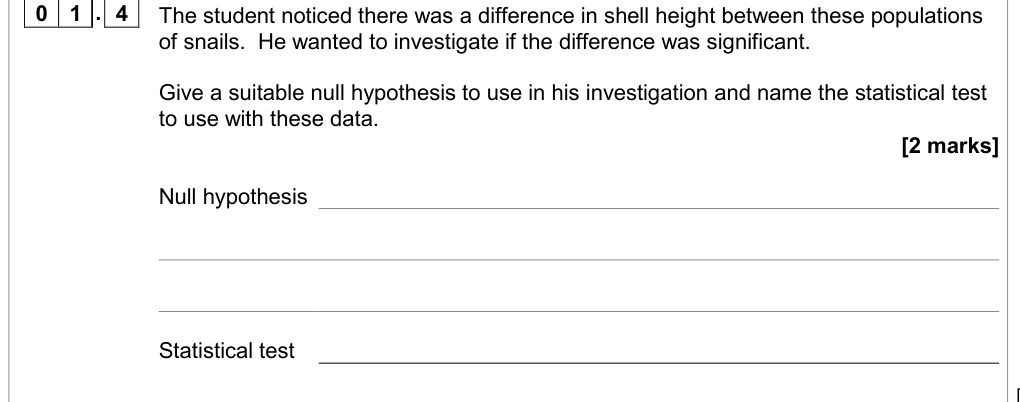 0 1 . 4 The student noticed there was a difference in shell height between these populations
of snails. He wanted to investigate if the difference was significant.
Give a suitable null hypothesis to use in his investigation and name the statistical test
to use with these data.
[2 marks]
Null hypothesis
Statistical test